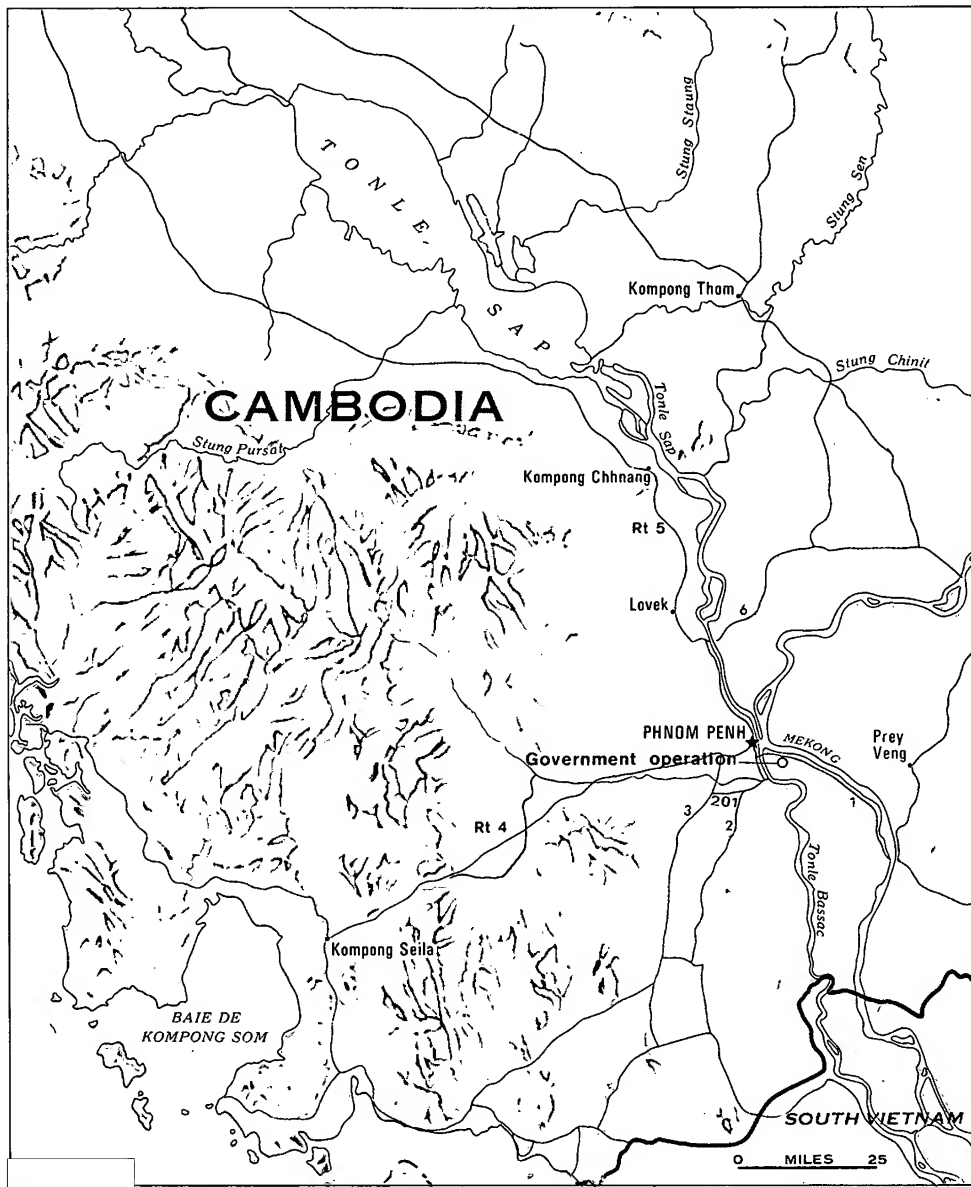 TONLE SAP
Stung Staung
Stung Sen
Kompong Thom
Stung Chinit
CAMBODIA
Tonle Sap
Stung Pursat
Kompong Chhnang
Rt 5
Lovek
6
PHNOM PENH
MEKONG
Prey
Veng
Government operation
1
3
201
2
Rt 4
Tonle Bassac
Kompong Seila
BAIE DE
KOMPONG SOM
SOUTH VIETNAM
0 MILES 25